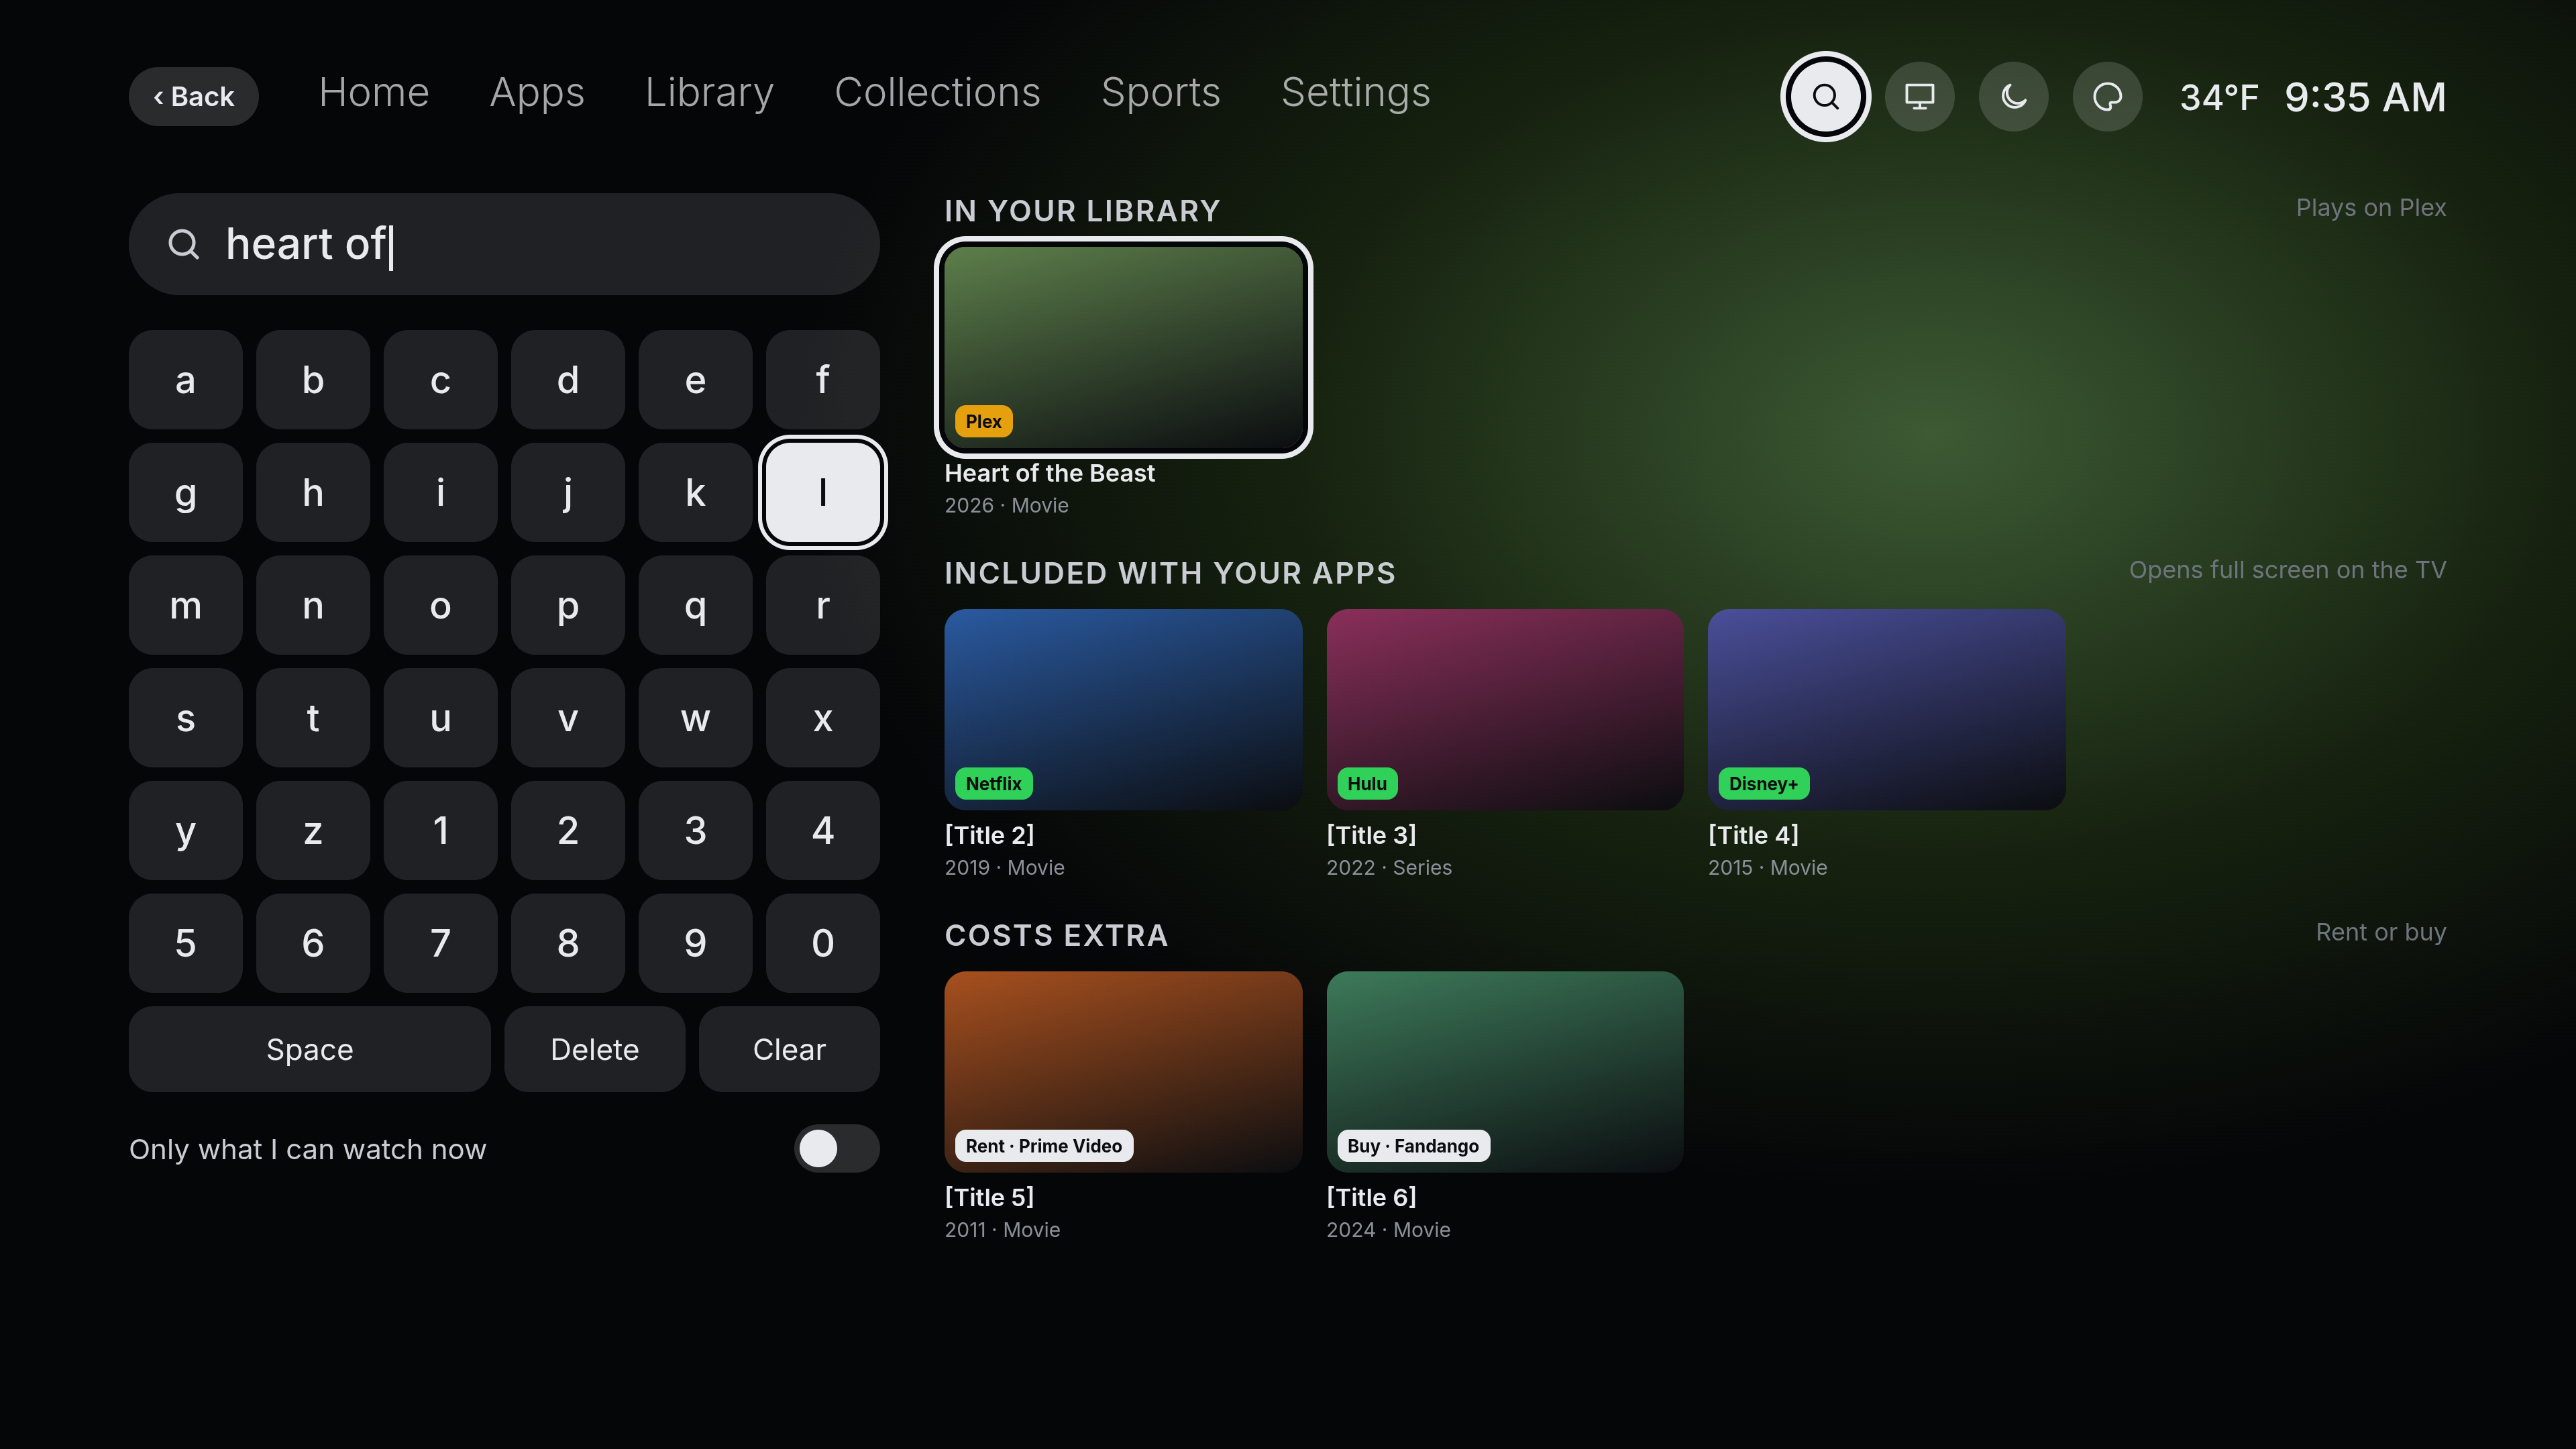 ‹ Back
Home Apps Library Collections Sports Settings
34°F 9:35 AM
heart of
a b c d e f
g h i j k l
m n o p q r
s t u v w x
y z 1 2 3 4
5 6 7 8 9 0
Space Delete Clear
Only what I can watch now
IN YOUR LIBRARY
Plays on Plex
Plex
Heart of the Beast
2026 · Movie
INCLUDED WITH YOUR APPS
Opens full screen on the TV
Netflix
[Title 2]
2019 · Movie
Hulu
[Title 3]
2022 · Series
Disney+
[Title 4]
2015 · Movie
COSTS EXTRA
Rent or buy
Rent · Prime Video
[Title 5]
2011 · Movie
Buy · Fandango
[Title 6]
2024 · Movie